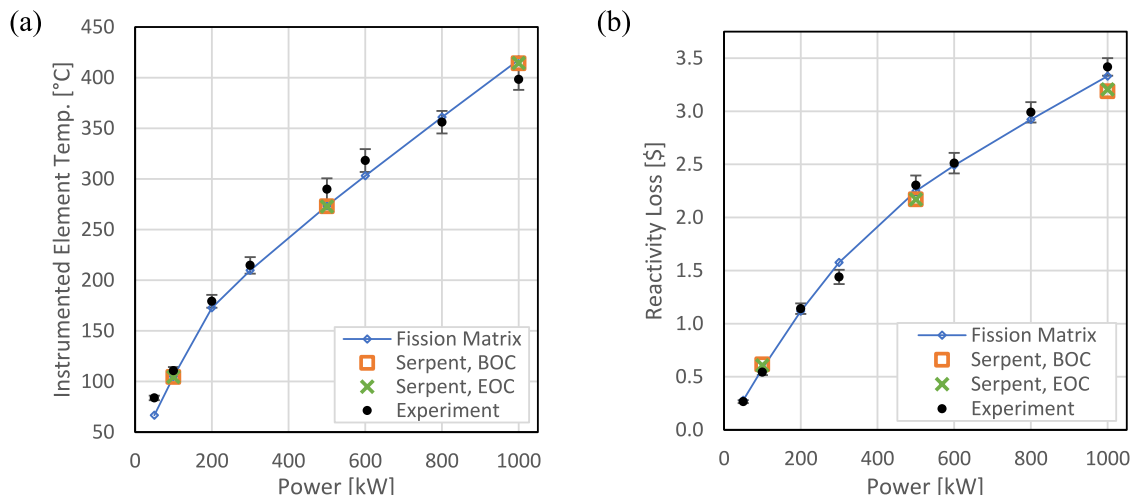 (a)
450
400
350
300
250
200
150
100
50
Instrumented Element Temp. [°C]
Fission Matrix
Serpent, BOC
Serpent, EOC
Experiment
0 200 400 600 800 1000
Power [kW]
(b)
3.5
3.0
2.5
2.0
1.5
1.0
0.5
0.0
Reactivity Loss [$]
Fission Matrix
Serpent, BOC
Serpent, EOC
Experiment
0 200 400 600 800 1000
Power [kW]